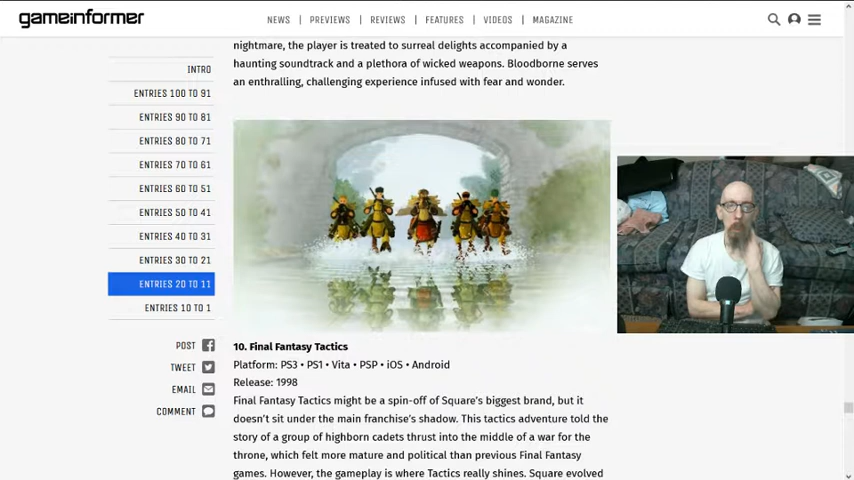 gameinformer
NEWS | PREVIEWS | REVIEWS | FEATURES | VIDEOS | MAGAZINE
nightmare, the player is treated to surreal delights accompanied by a
haunting soundtrack and a plethora of wicked weapons. Bloodborne serves
an enthralling, challenging experience infused with fear and wonder.
INTRO
ENTRIES 100 TO 91
ENTRIES 90 TO 81
ENTRIES 80 TO 71
ENTRIES 70 TO 61
ENTRIES 60 TO 51
ENTRIES 50 TO 41
ENTRIES 40 TO 31
ENTRIES 30 TO 21
ENTRIES 20 TO 11
ENTRIES 10 TO 1
POST
TWEET
EMAIL
COMMENT
10. Final Fantasy Tactics
Platform: PS3 • PS1 • Vita • PSP • iOS • Android
Release: 1998
Final Fantasy Tactics might be a spin-off of Square's biggest brand, but it
doesn't sit under the main franchise's shadow. This tactics adventure told the
story of a group of highborn cadets thrust into the middle of a war for the
throne, which felt more mature and political than previous Final Fantasy
games. However, the gameplay is where Tactics really shines. Square evolved